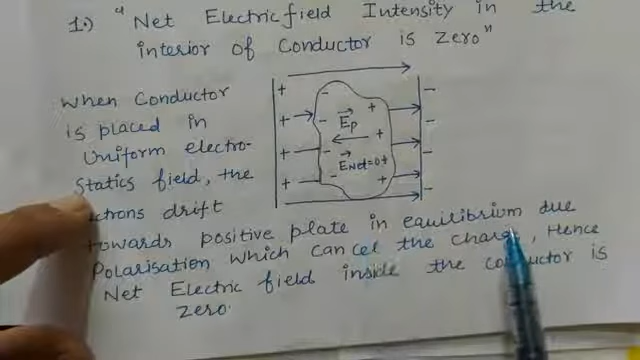 1.) " Net Electric field Intensity in the
interior of Conductor is Zero"
When Conductor
is placed in
Uniform electro-
Statics field, the
ctrons drift
towards positive plate in equilibrium due
Polarisation which cancel the charge, Hence
Net Electric field inside the conductor is
Zero.
+ - + -
+ - Ep + -
+ - Enet=0 + -
+ - + -